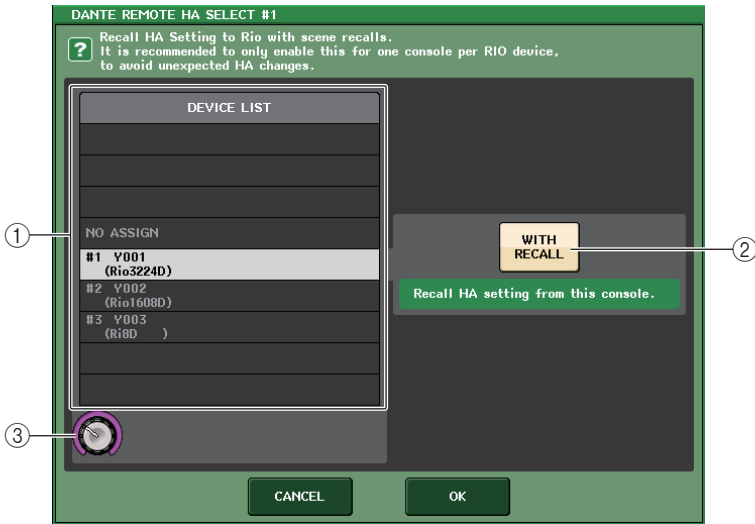 DANTE REMOTE HA SELECT #1
? Recall HA Setting to Rio with scene recalls.
It is recommended to only enable this for one console per RIO device,
to avoid unexpected HA changes.
DEVICE LIST
NO ASSIGN
#1 Y001
(Rio3224D)
#2 Y002
(Rio1608D)
#3 Y003
(Ri8D )
①
WITH
RECALL
②
Recall HA setting from this console.
③
CANCEL
OK